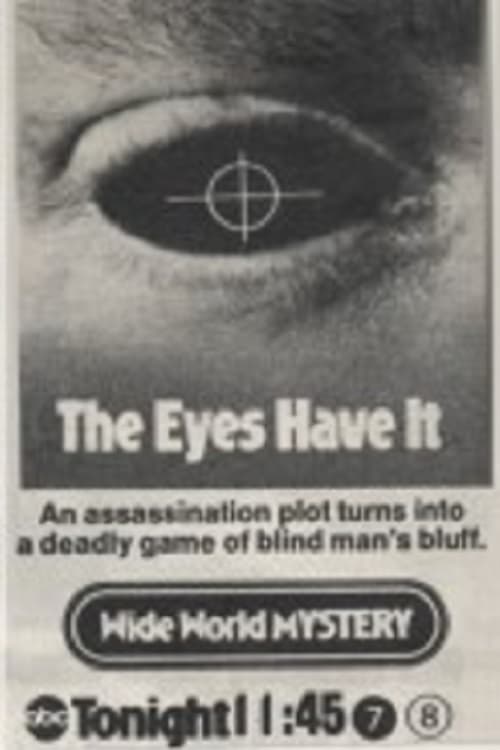 The Eyes Have It
An assassination plot turns into
a deadly game of blind man's bluff.
Wide World MYSTERY
abc Tonight 11:45 7 8